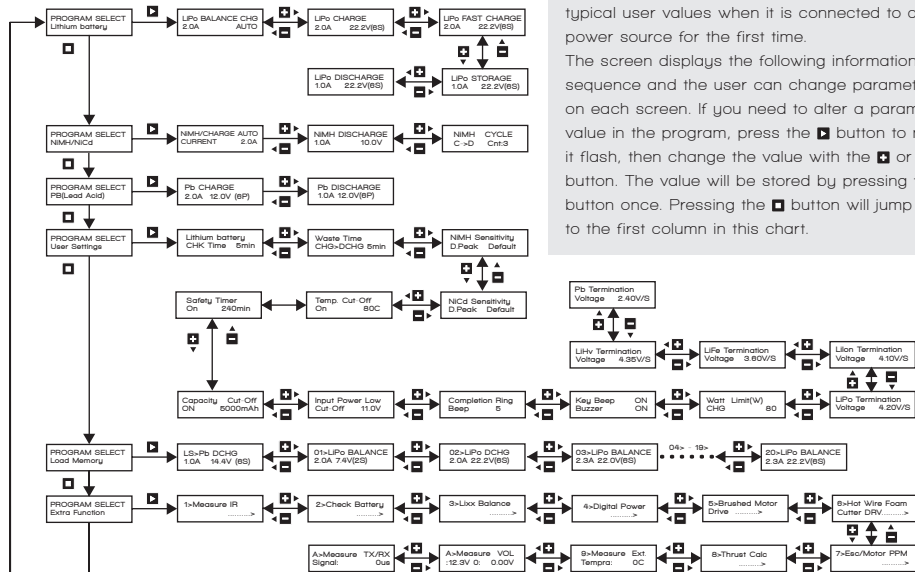 PROGRAM SELECT
Lithium battery
LiPo BALANCE CHG
2.0A AUTO
LiPo CHARGE
2.0A 22.2V(6S)
LiPo FAST CHARGE
2.0A 22.2V(6S)
LiPo DISCHARGE
1.0A 22.2V(6S)
LiPo STORAGE
1.0A 22.2V(6S)
typical user values when it is connected to a
power source for the first time.
The screen displays the following information
sequence and the user can change paramet
on each screen. If you need to alter a param
value in the program, press the button to
it flash, then change the value with the or
button. The value will be stored by pressing
button once. Pressing the button will jump
to the first column in this chart.
PROGRAM SELECT
NiMH/NiCd
NIMH/CHARGE AUTO
CURRENT 2.0A
NIMH DISCHARGE
1.0A 10.0V
NIMH CYCLE
C->D Cnt:3
PROGRAM SELECT
PB(Lead Acid)
Pb CHARGE
2.0A 12.0V (6P)
Pb DISCHARGE
1.0A 12.0V(6P)
PROGRAM SELECT
User Settings
Lithium battery
CHK Time 5min
Waste Time
CHG>DCHG 5min
NiMH Sensitivity
D.Peak Default
Safety Timer
On 240min
Temp. Cut-Off
On 80C
NiCd Sensitivity
D.Peak Default
Pb Termination
Voltage 2.40V/S
LiHv Termination
Voltage 4.35V/S
LiFe Termination
Voltage 3.60V/S
LiIon Termination
Voltage 4.10V/S
Capacity Cut-Off
ON 5000mAh
Input Power Low
Cut-Off 11.0V
Completion Ring
Beep 5
Key Beep ON
Buzzer ON
Watt Limit(W)
CHG 80
LiPo Termination
Voltage 4.20V/S
PROGRAM SELECT
Load Memory
LS>Pb DCHG
1.0A 14.4V (6S)
01>LiPo BALANCE
2.0A 7.4V(2S)
02>LiPo DCHG
2.0A 22.2V(6S)
03>LiPo BALANCE
2.3A 22.0V(6S)
04> - 19>
20>LiPo BALANCE
2.3A 22.2V(6S)
PROGRAM SELECT
Extra Function
1>Measure IR
..........>
2>Check Battery
..........>
3>Lixx Balance
..........>
4>Digital Power
..........>
5>Brushed Motor
Drive ..........>
6>Hot Wire Foam
Cutter DRV.........>
A>Measure TX/RX
Signal: 0us
A>Measure VOL
:12.3V 0: 0.00V
9>Measure Ext.
Tempra: 0C
8>Thrust Calc
..........>
7>Esc/Motor PPM
..........>